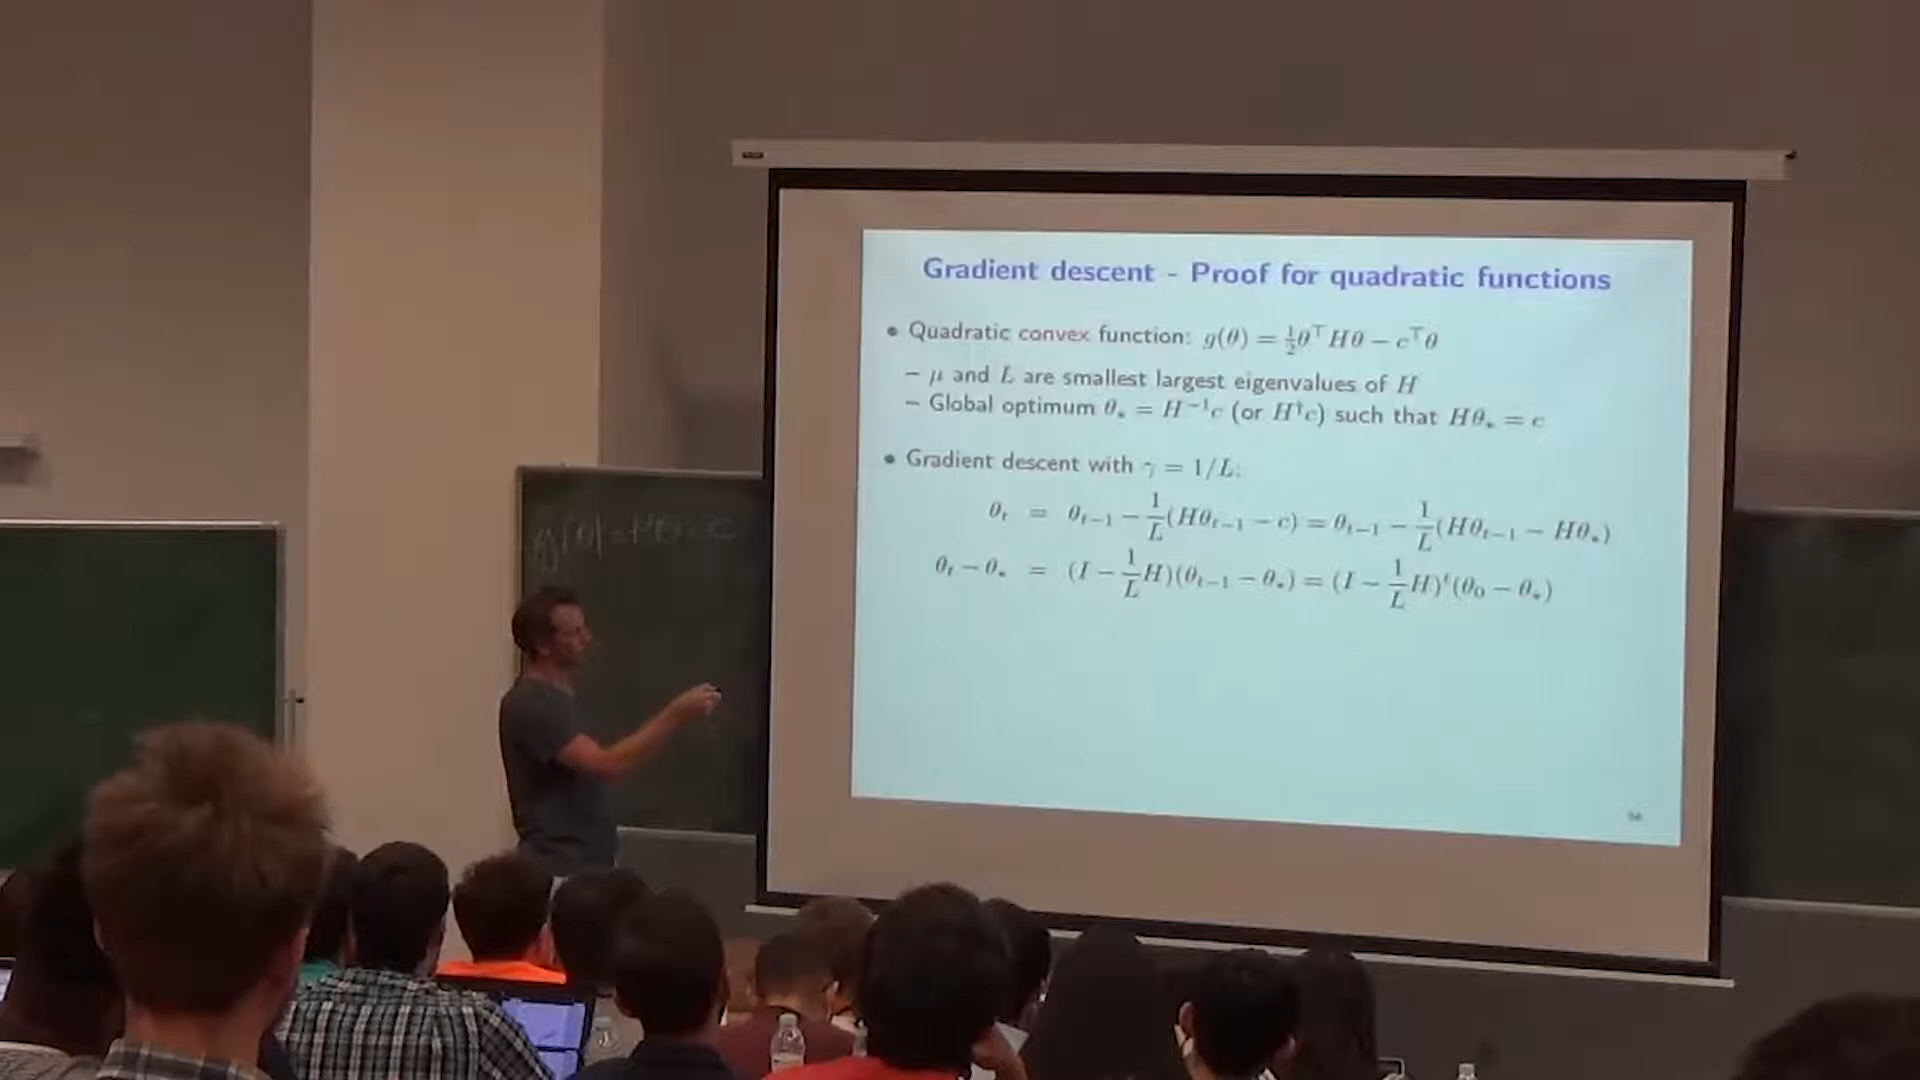 Gradient descent - Proof for quadratic functions
• Quadratic convex function: g(θ) = ½θ⊤Hθ − c⊤θ
– μ and L are smallest largest eigenvalues of H
– Global optimum θ* = H⁻¹c (or H†c) such that Hθ* = c
• Gradient descent with γ = 1/L:
θₜ = θₜ₋₁ − 1/L(Hθₜ₋₁ − c) = θₜ₋₁ − 1/L(Hθₜ₋₁ − Hθ*)
θₜ − θ* = (I − 1/L H)(θₜ₋₁ − θ*) = (I − 1/L H)ᵗ(θ₀ − θ*)